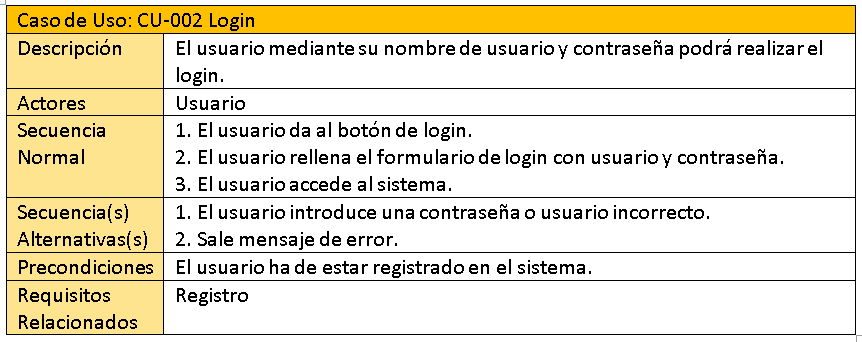 Caso de Uso: CU-002 Login
Descripción El usuario mediante su nombre de usuario y contraseña podrá realizar el
login.
Actores Usuario
Secuencia 1. El usuario da al botón de login.
Normal 2. El usuario rellena el formulario de login con usuario y contraseña.
3. El usuario accede al sistema.
Secuencia(s) 1. El usuario introduce una contraseña o usuario incorrecto.
Alternativas(s) 2. Sale mensaje de error.
Precondiciones El usuario ha de estar registrado en el sistema.
Requisitos Registro
Relacionados